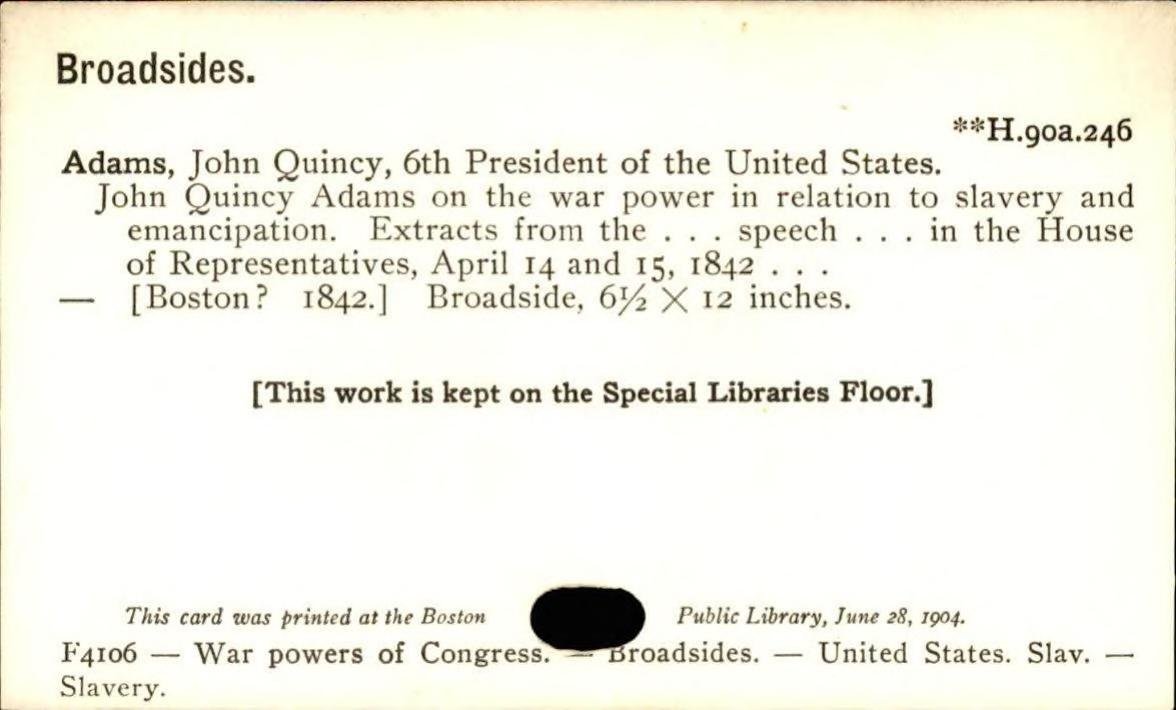 Broadsides.
**H.90a.246
Adams, John Quincy, 6th President of the United States.
John Quincy Adams on the war power in relation to slavery and
emancipation. Extracts from the . . . speech . . . in the House
of Representatives, April 14 and 15, 1842 . . .
— [Boston? 1842.] Broadside, 6½ × 12 inches.
[This work is kept on the Special Libraries Floor.]
This card was printed at the Boston Public Library, June 28, 1904.
F4106 — War powers of Congress. — Broadsides. — United States. Slav. —
Slavery.